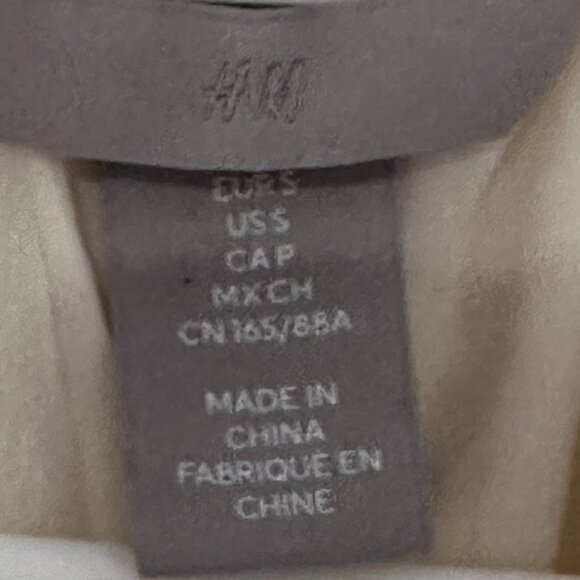 H&M
EUR S
US S
CA P
MX CH
CN 165/88A
MADE IN
CHINA
FABRIQUÉ EN
CHINE